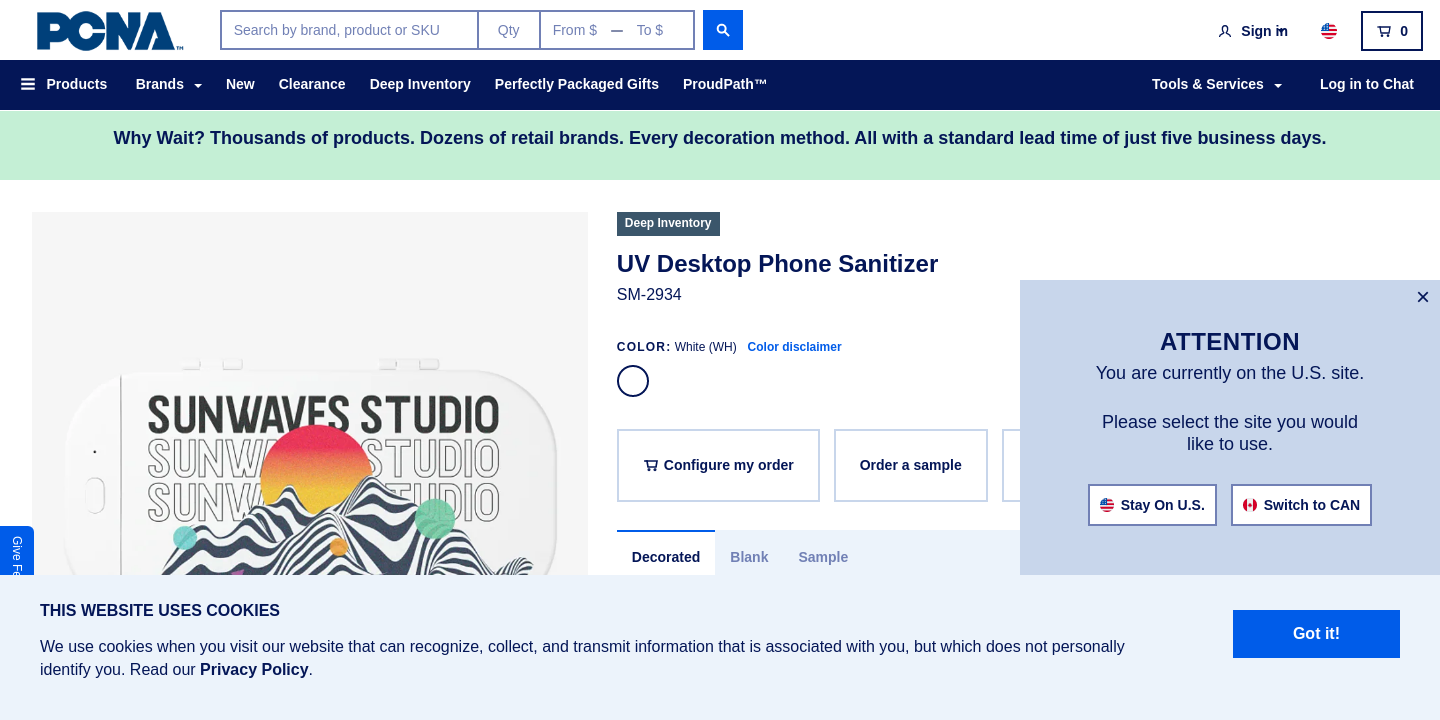 PCNA™
Search by brand, product or SKU
Qty
From $ — To $
Sign in
0
Products
Brands
New
Clearance
Deep Inventory
Perfectly Packaged Gifts
ProudPath™
Tools & Services
Log in to Chat
Why Wait? Thousands of products. Dozens of retail brands. Every decoration method. All with a standard lead time of just five business days.
SUNWAVES STUDIO
SUNWAVES STUDIO
SUNWAVES STUDIO
Deep Inventory
UV Desktop Phone Sanitizer
SM-2934
COLOR: White (WH) Color disclaimer
Configure my order
Order a sample
Decorated
Blank
Sample
×
ATTENTION
You are currently on the U.S. site.
Please select the site you would
like to use.
Stay On U.S.
Switch to CAN
Give Fe
THIS WEBSITE USES COOKIES
We use cookies when you visit our website that can recognize, collect, and transmit information that is associated with you, but which does not personally
identify you. Read our Privacy Policy.
Got it!